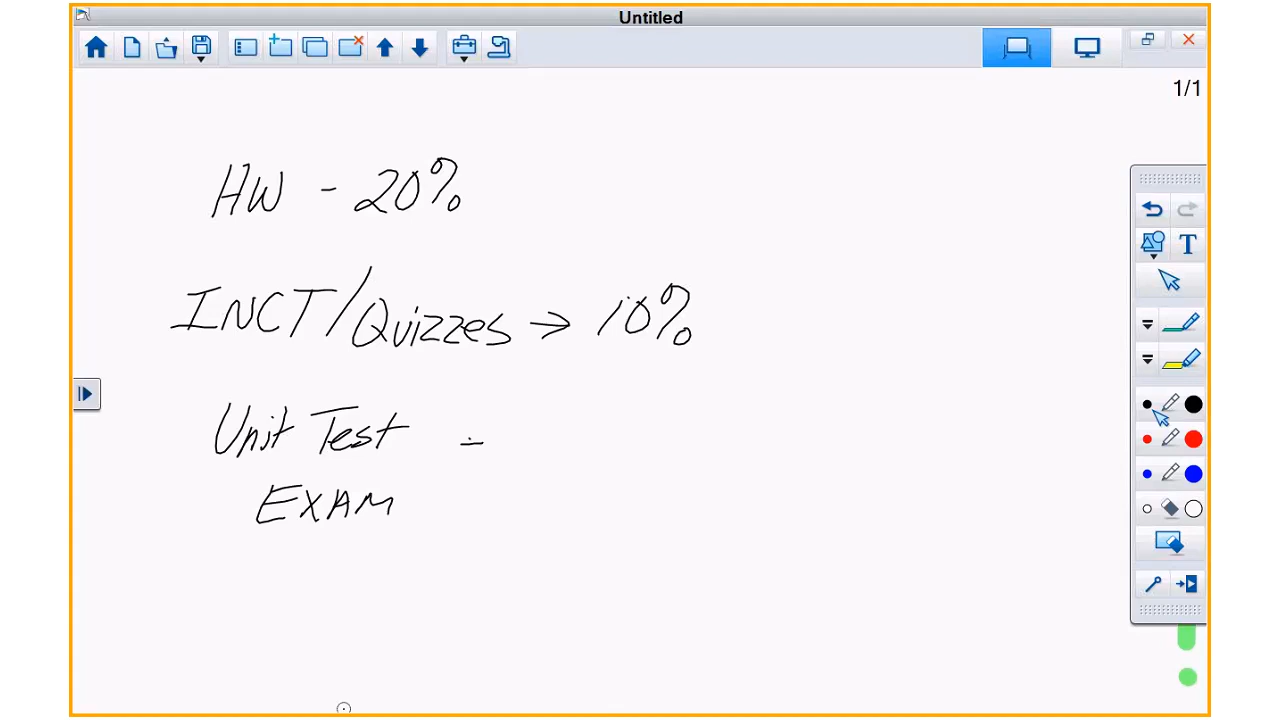 Untitled
1/1
HW - 20%
INCT/Quizzes → 10%
T
Unit Test -
EXAM